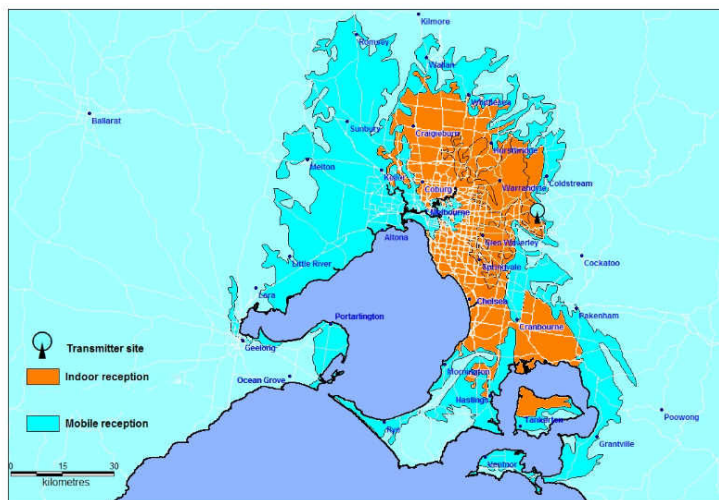 Kilmore
Romsey
Wallan
Whittlesea
Ballarat
Sunbury
Craigieburn
Hurstbridge
Melton
Keilor
Coburg
Warrandyte
Coldstream
Melbourne
Altona
Glen Waverley
Little River
Springvale
Cockatoo
Lara
Chelsea
Portarlington
Pakenham
Cranbourne
Transmitter site
Geelong
Indoor reception
Ocean Grove
Mornington
Hastings
Poowong
Mobile reception
Rye
Tankerton
Grantville
Ventnor
0 15 30
kilometres